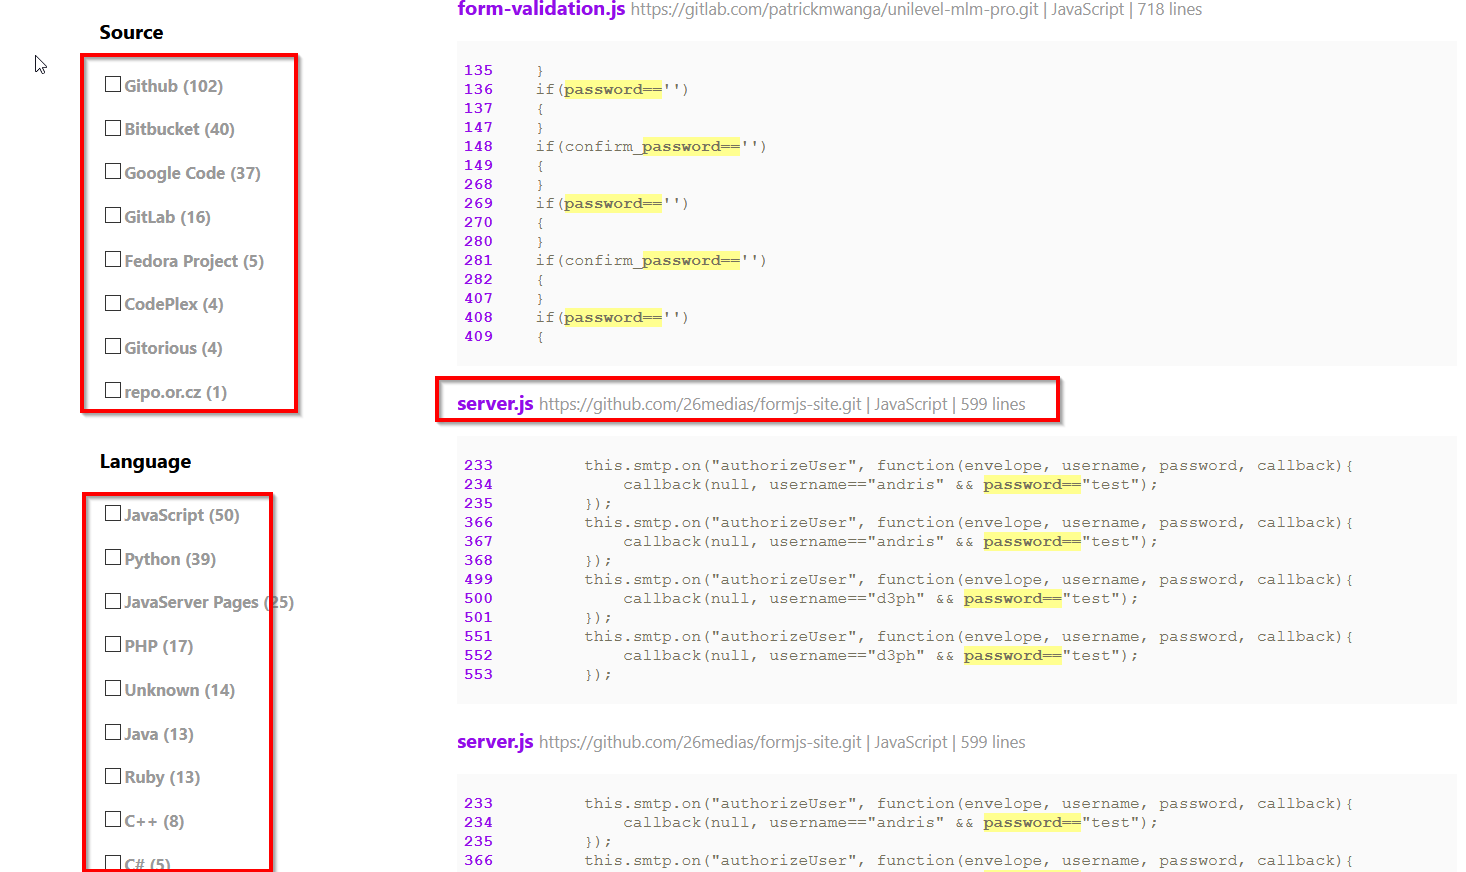 Source
Github (102)
Bitbucket (40)
Google Code (37)
GitLab (16)
Fedora Project (5)
CodePlex (4)
Gitorious (4)
repo.or.cz (1)
Language
JavaScript (50)
Python (39)
JavaServer Pages (25)
PHP (17)
Unknown (14)
Java (13)
Ruby (13)
C++ (8)
C# (5)
form-validation.js https://gitlab.com/patrickmwanga/unilevel-mlm-pro.git | JavaScript | 718 lines
135 }
136 if(password=='')
137 {
147 }
148 if(confirm_password=='')
149 {
268 }
269 if(password=='')
270 {
280 }
281 if(confirm_password=='')
282 {
407 }
408 if(password=='')
409 {
server.js https://github.com/26medias/formjs-site.git | JavaScript | 599 lines
233 this.smtp.on("authorizeUser", function(envelope, username, password, callback){
234 callback(null, username=="andris" && password=="test");
235 });
366 this.smtp.on("authorizeUser", function(envelope, username, password, callback){
367 callback(null, username=="andris" && password=="test");
368 });
499 this.smtp.on("authorizeUser", function(envelope, username, password, callback){
500 callback(null, username=="d3ph" && password=="test");
501 });
551 this.smtp.on("authorizeUser", function(envelope, username, password, callback){
552 callback(null, username=="d3ph" && password=="test");
553 });
server.js https://github.com/26medias/formjs-site.git | JavaScript | 599 lines
233 this.smtp.on("authorizeUser", function(envelope, username, password, callback){
234 callback(null, username=="andris" && password=="test");
235 });
366 this.smtp.on("authorizeUser", function(envelope, username, password, callback){